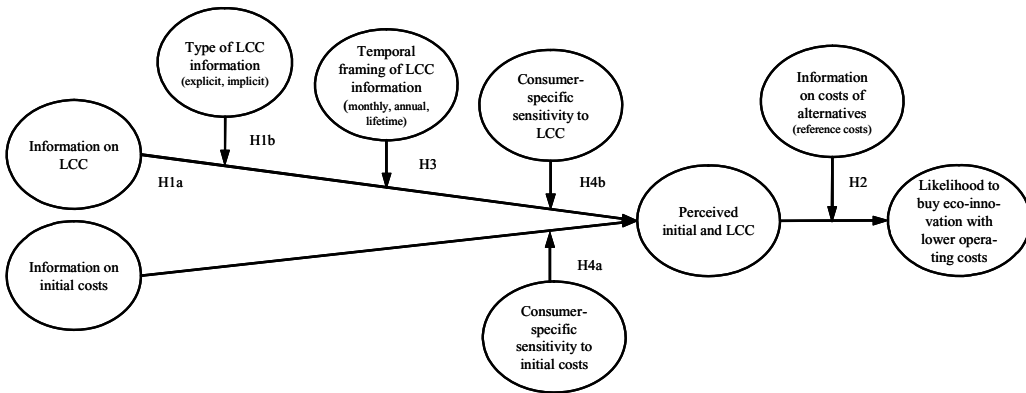 Type of LCC
information
(explicit, implicit)
Temporal
framing of LCC
information
(monthly, annual,
lifetime)
Consumer-
specific
sensitivity to
LCC
Information
on costs of
alternatives
(reference costs)
Information on
LCC
H1b
H3
H4b
H2
H1a
Perceived
initial and LCC
Likelihood to
buy eco-inno-
vation with
lower opera-
ting costs
Information on
initial costs
H4a
Consumer-
specific
sensitivity to
initial costs